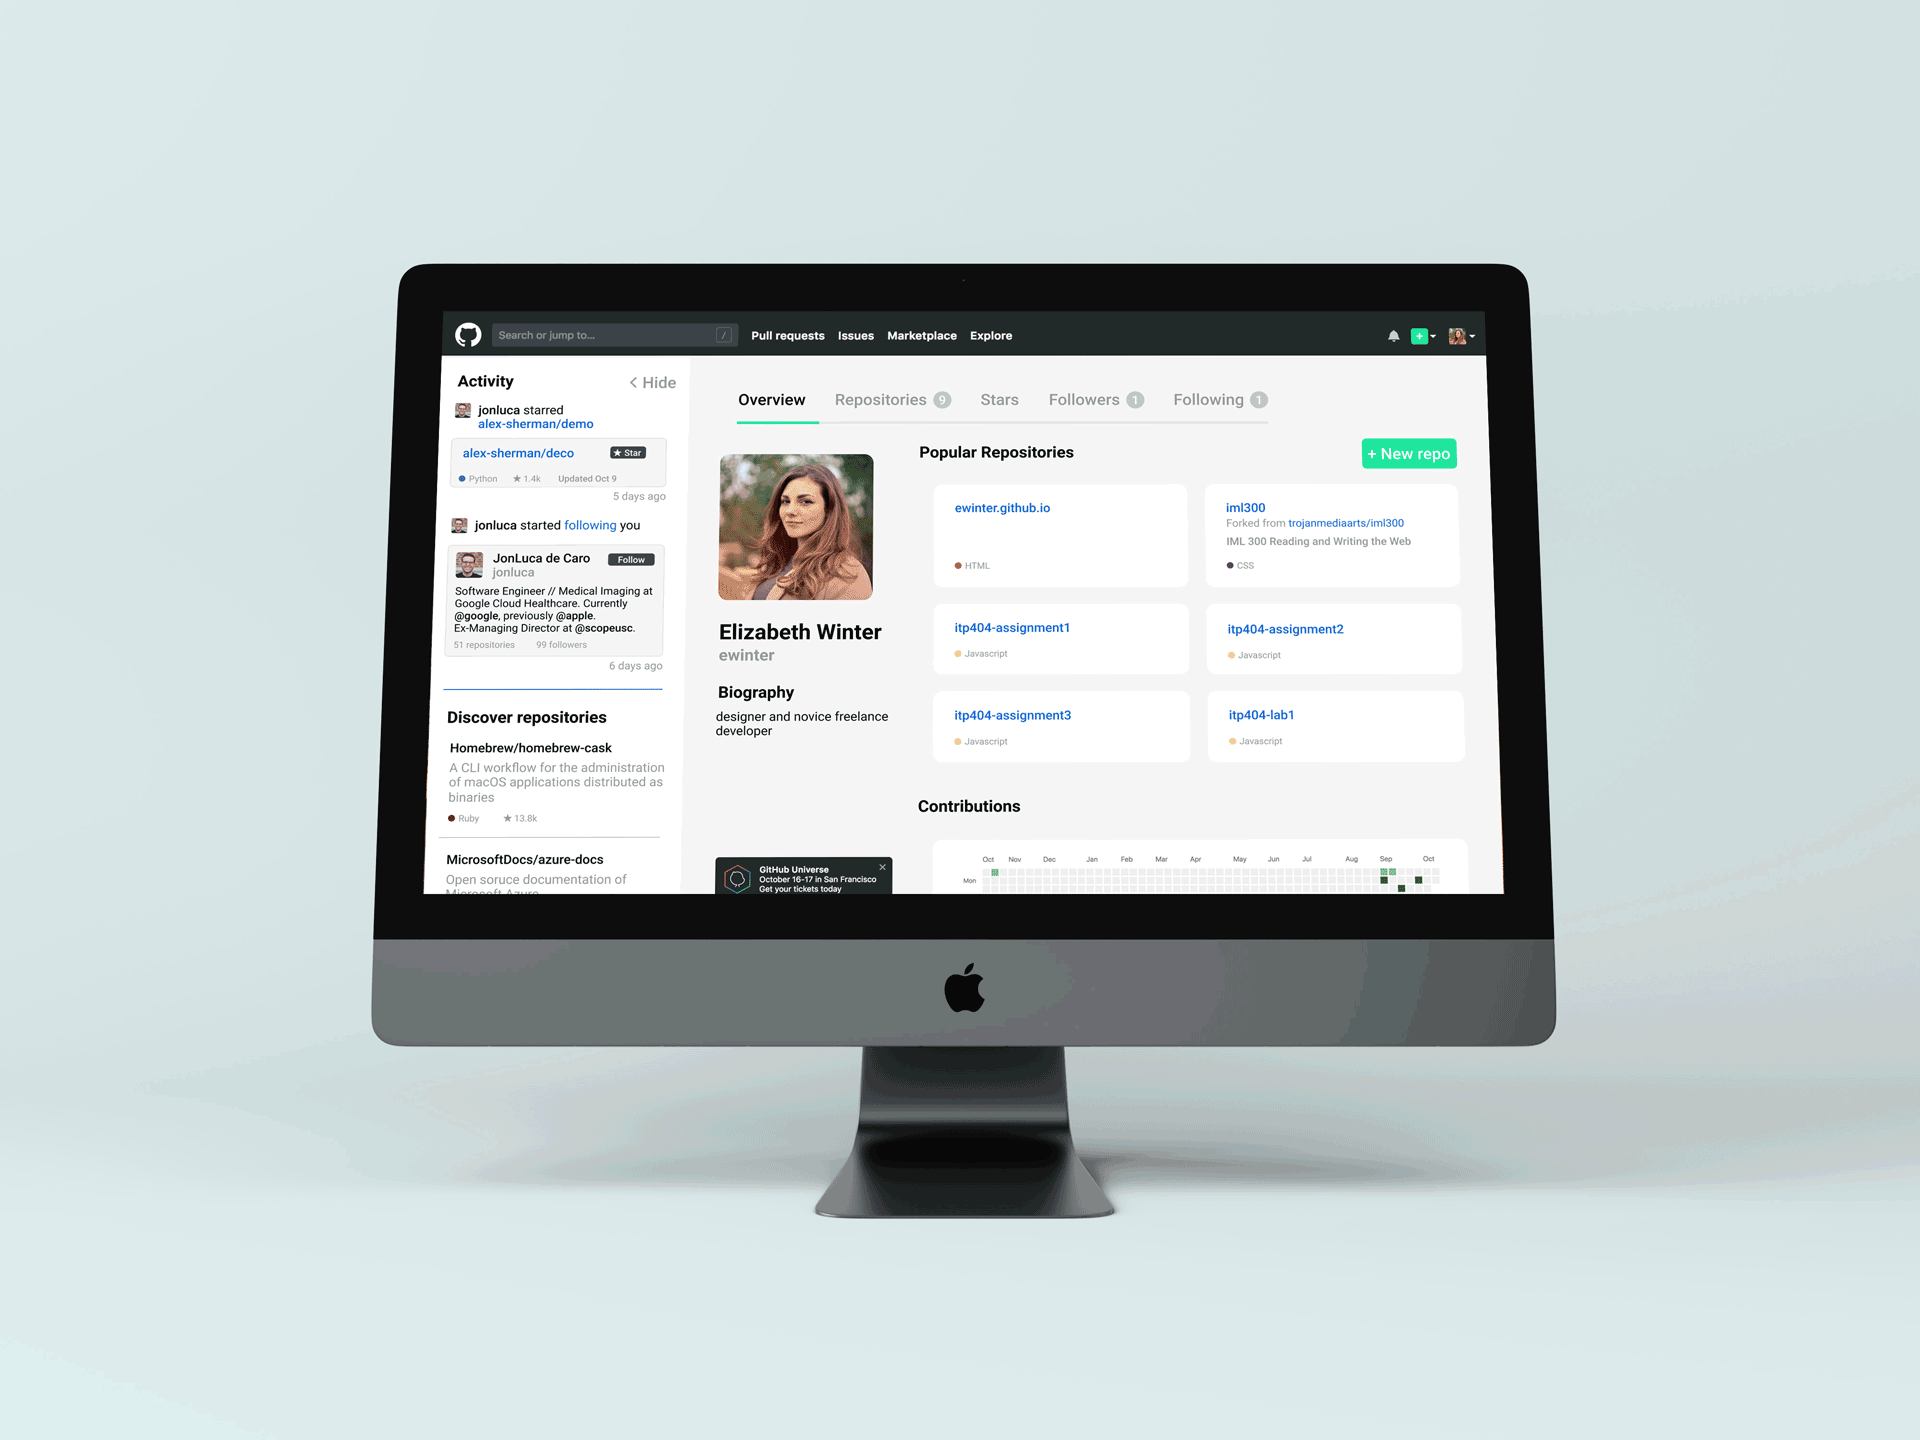 Search or jump to...
/
Pull requests
Issues
Marketplace
Explore
+
Activity
< Hide
jonluca starred
alex-sherman/demo
alex-sherman/deco
★ Star
Python ★ 1.4k Updated Oct 9
5 days ago
jonluca started following you
JonLuca de Caro
Follow
jonluca
Software Engineer // Medical Imaging at
Google Cloud Healthcare. Currently
@google, previously @apple.
Ex-Managing Director at @scopeusc.
51 repositories 99 followers
6 days ago
Discover repositories
Homebrew/homebrew-cask
A CLI workflow for the administration
of macOS applications distributed as
binaries
Ruby ★ 13.8k
MicrosoftDocs/azure-docs
Open soruce documentation of
Microsoft Azure
Overview
Repositories 9
Stars
Followers 1
Following 1
Elizabeth Winter
ewinter
Biography
designer and novice freelance
developer
GitHub Universe
October 16-17 in San Francisco
Get your tickets today
Popular Repositories
+ New repo
ewinter.github.io
HTML
iml300
Forked from trojanmediaarts/iml300
IML 300 Reading and Writing the Web
CSS
itp404-assignment1
Javascript
itp404-assignment2
Javascript
itp404-assignment3
Javascript
itp404-lab1
Javascript
Contributions
Oct Nov Dec Jan Feb Mar Apr May Jun Jul Aug Sep Oct
Mon